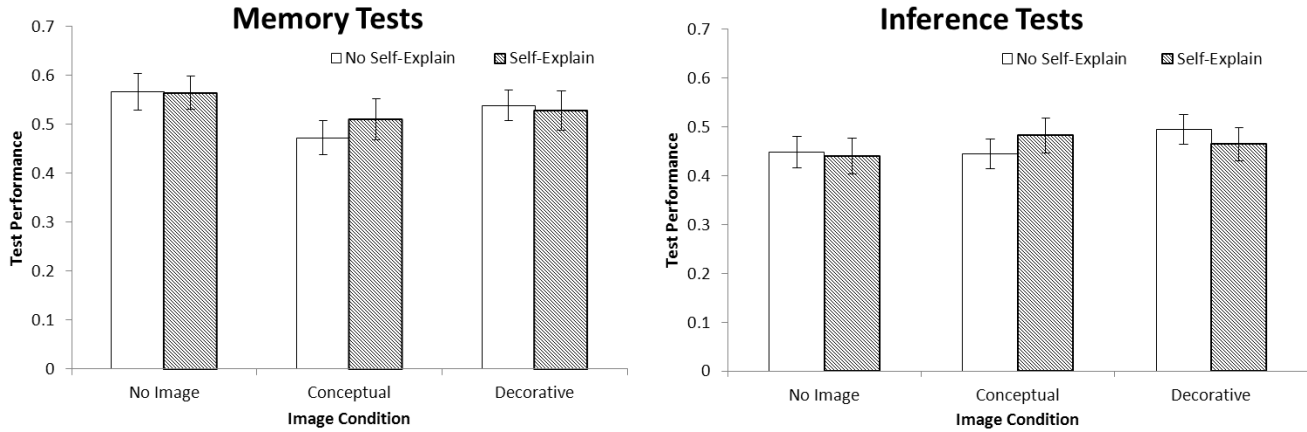 Memory Tests
No Self-Explain
Self-Explain
0.7
0.6
0.5
0.4
0.3
0.2
0.1
0
Test Performance
No Image
Conceptual
Decorative
Image Condition
Inference Tests
No Self-Explain
Self-Explain
0.7
0.6
0.5
0.4
0.3
0.2
0.1
0
Test Performance
No Image
Conceptual
Decorative
Image Condition